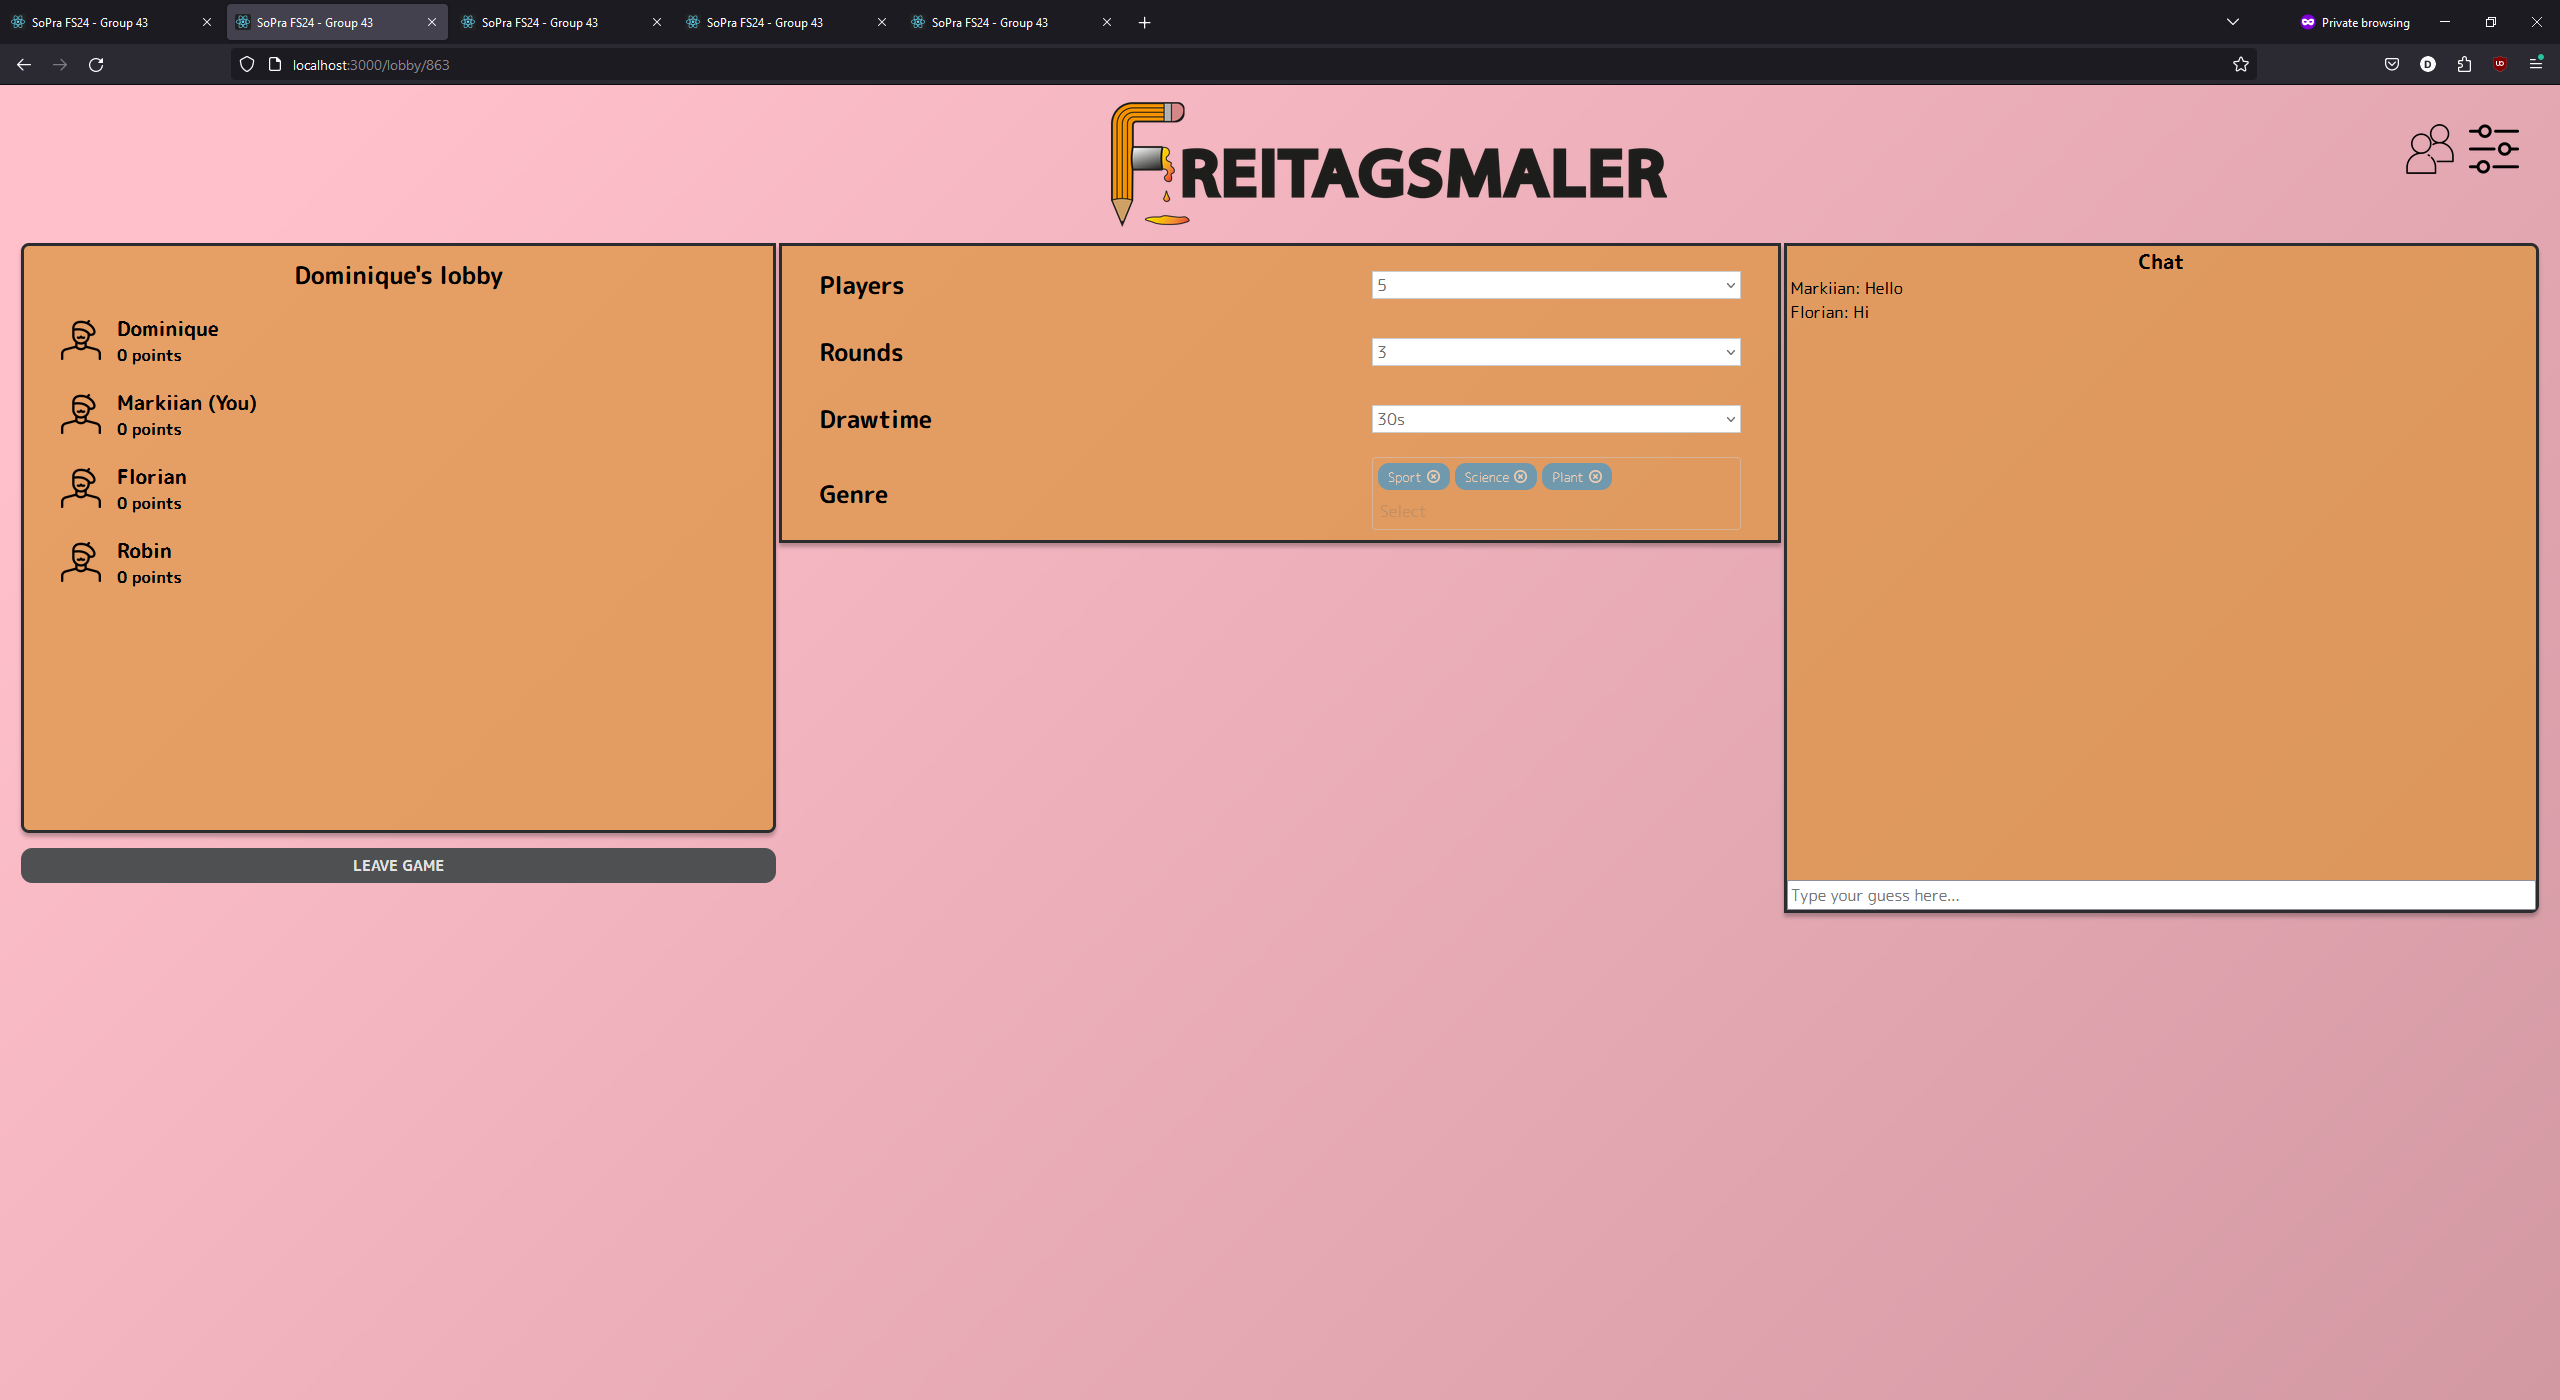 SoPra FS24 - Group 43
SoPra FS24 - Group 43
SoPra FS24 - Group 43
SoPra FS24 - Group 43
SoPra FS24 - Group 43
Private browsing
localhost:3000/lobby/863
D
UD
FREITAGSMALER
Dominique's lobby
Dominique
0 points
Markiian (You)
0 points
Florian
0 points
Robin
0 points
LEAVE GAME
Players
5
Rounds
3
Drawtime
30s
Genre
Sport
Science
Plant
Select
Chat
Markiian: Hello
Florian: Hi
Type your guess here...